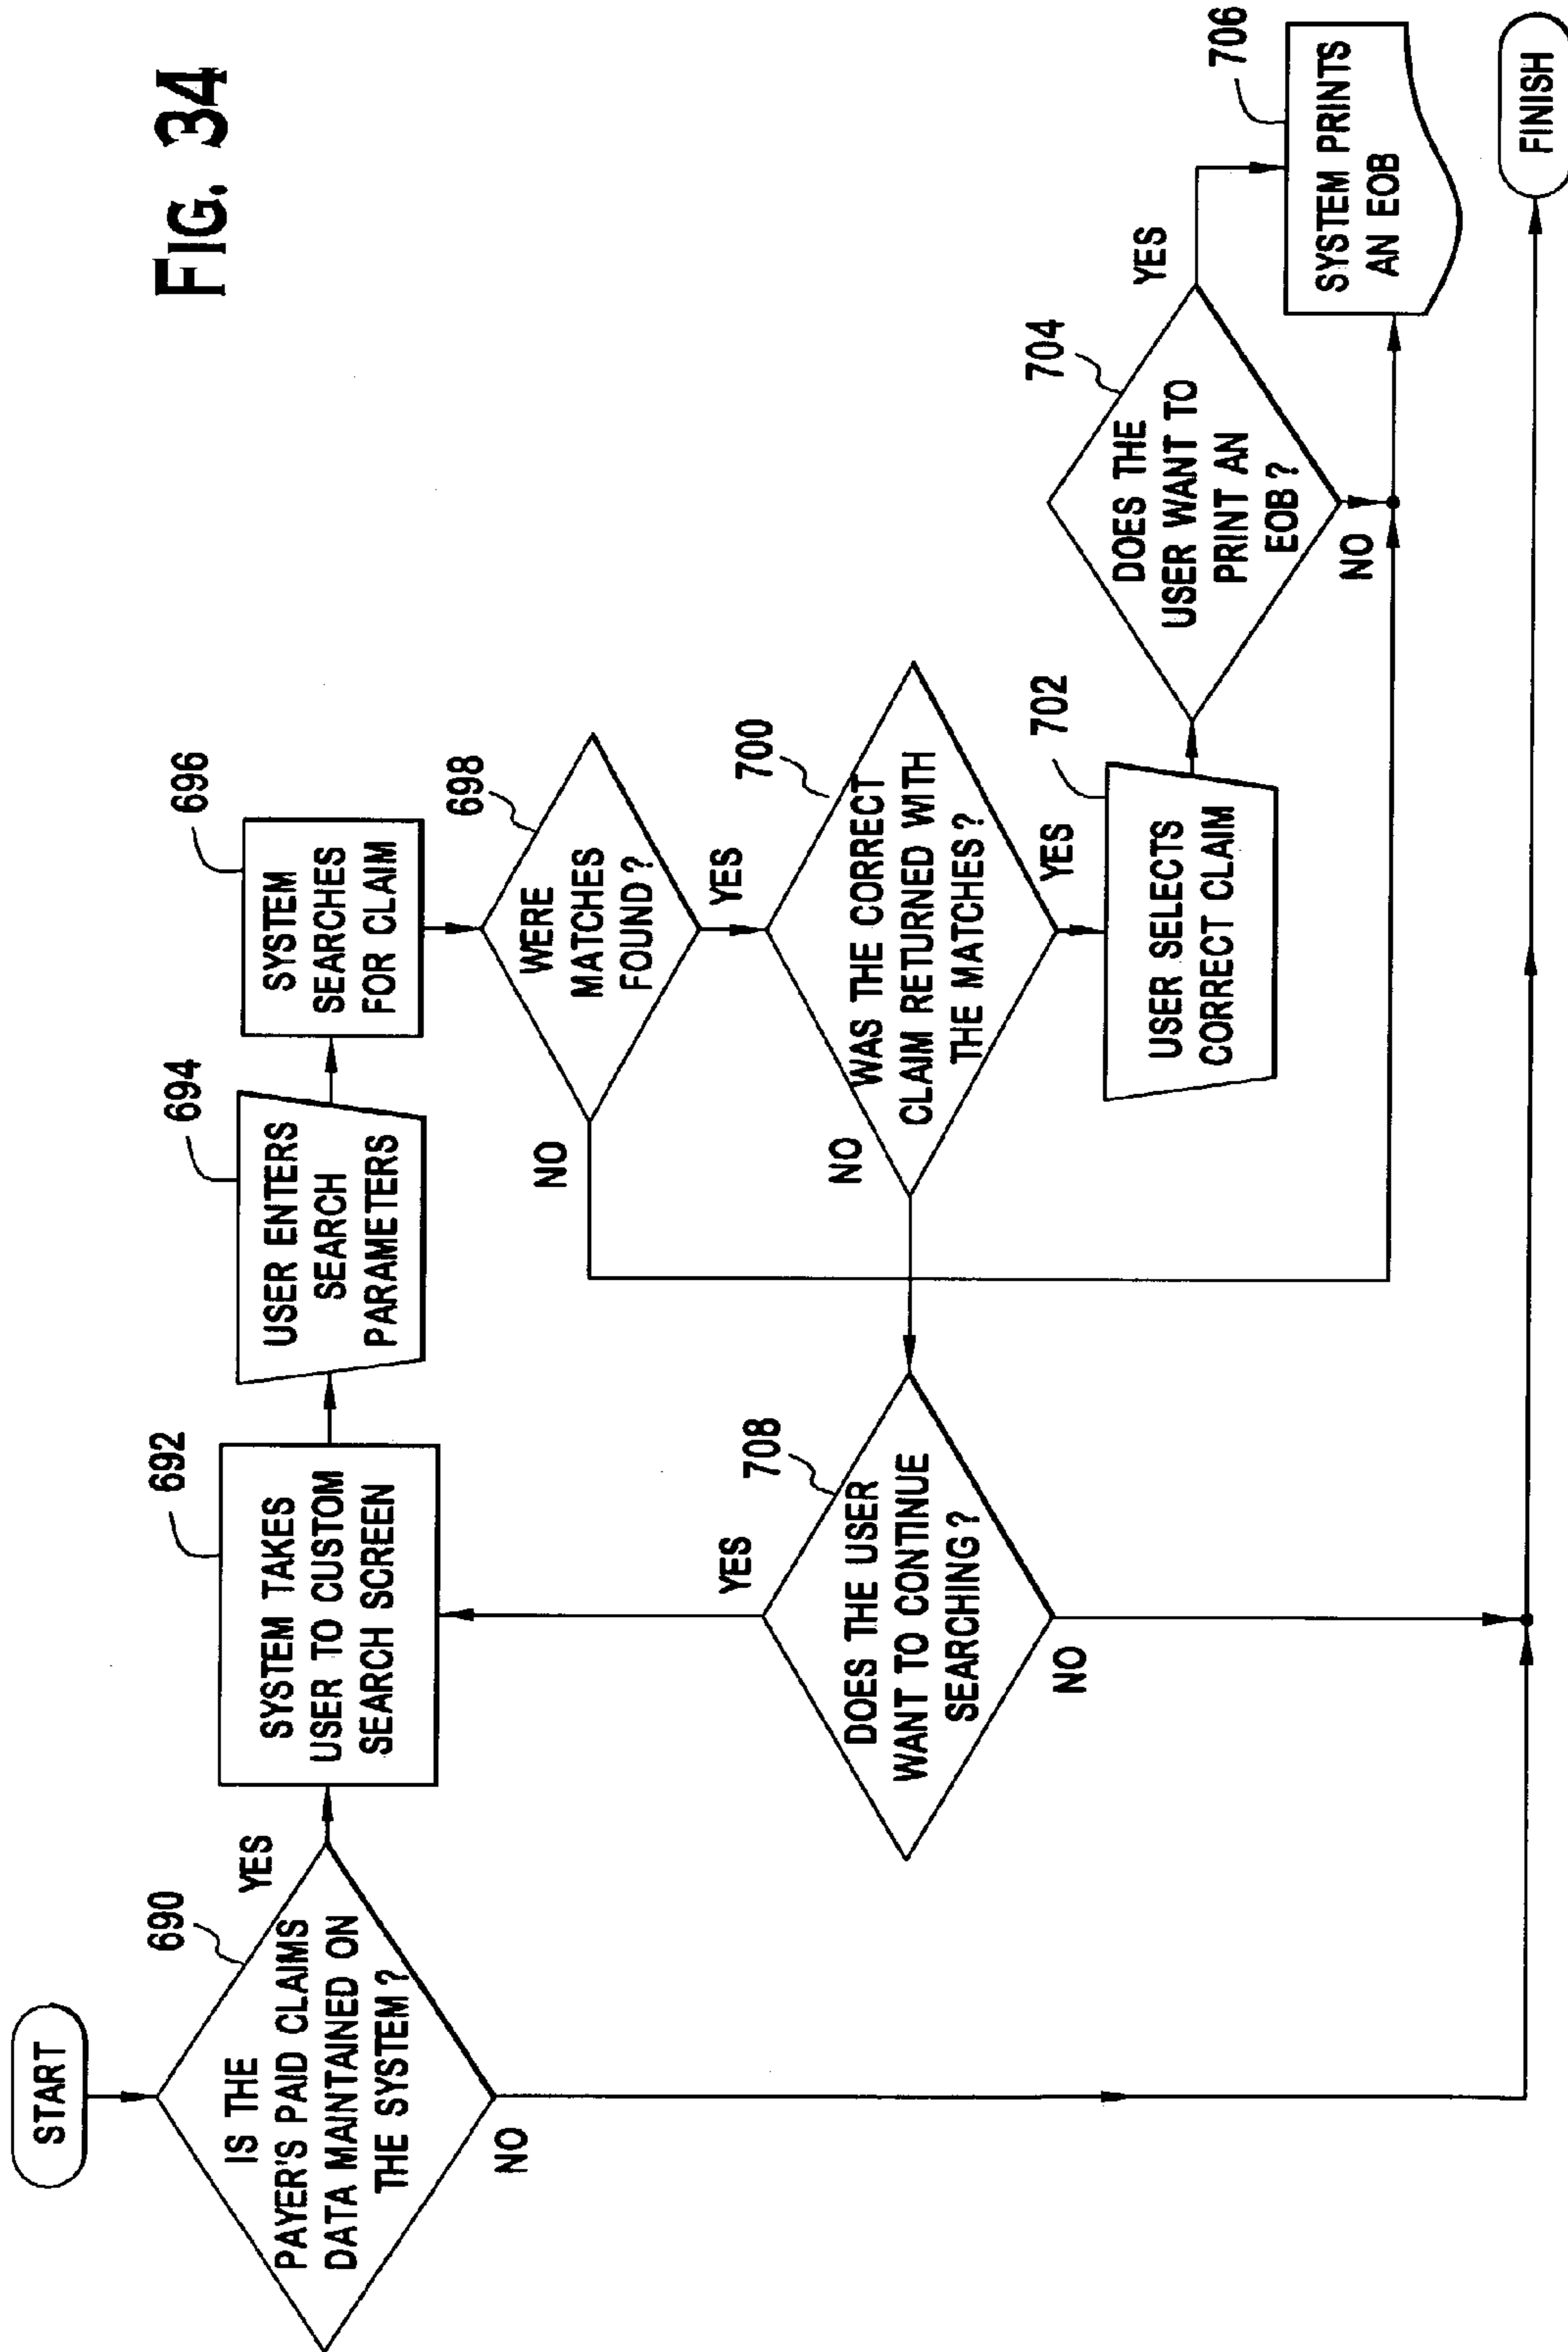 FIG. 34
START
690
IS THE
PAYER'S PAID CLAIMS
DATA MAINTAINED ON
THE SYSTEM?
YES
NO
692
SYSTEM TAKES
USER TO CUSTOM
SEARCH SCREEN
694
USER ENTERS
SEARCH
PARAMETERS
696
SYSTEM
SEARCHES
FOR CLAIM
698
WERE
MATCHES
FOUND?
NO
YES
700
WAS THE CORRECT
CLAIM RETURNED WITH
THE MATCHES?
NO
YES
708
DOES THE USER
WANT TO CONTINUE
SEARCHING?
YES
NO
702
USER SELECTS
CORRECT CLAIM
704
DOES THE
USER WANT TO
PRINT AN
EOB?
YES
NO
706
SYSTEM PRINTS
AN EOB
FINISH